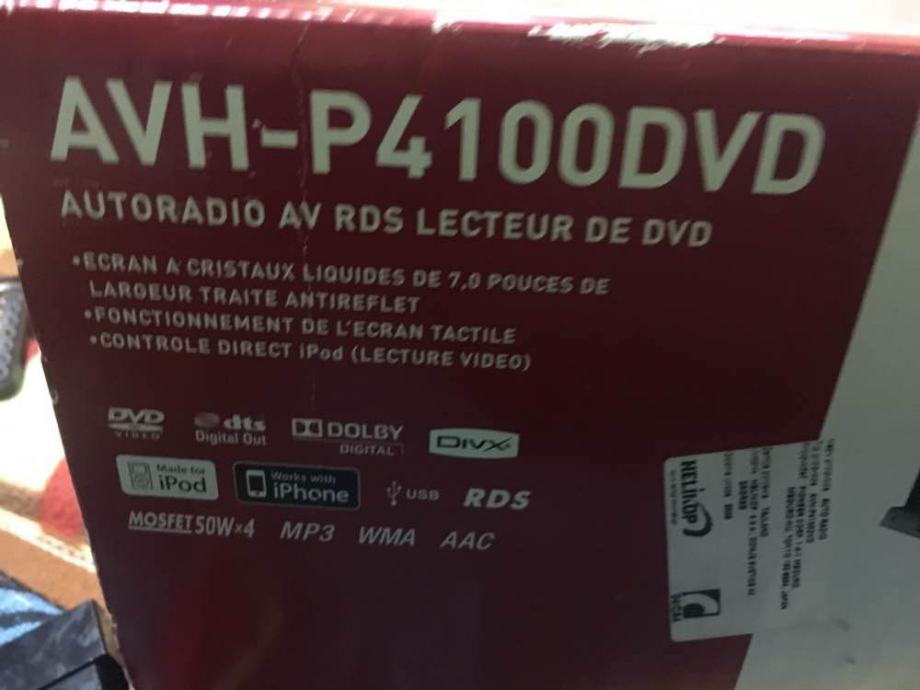 AVH-P4100DVD
AUTORADIO AV RDS LECTEUR DE DVD
•ECRAN A CRISTAUX LIQUIDES DE 7,0 POUCES DE
LARGEUR TRAITE ANTIREFLET
•FONCTIONNEMENT DE L'ECRAN TACTILE
•CONTROLE DIRECT iPod (LECTURE VIDEO)
DVD VIDEO
dts Digital Out
DOLBY DIGITAL
DIVX
Made for iPod
Works with iPhone
USB
RDS
MOSFET 50W×4 MP3 WMA AAC
HELIKOP